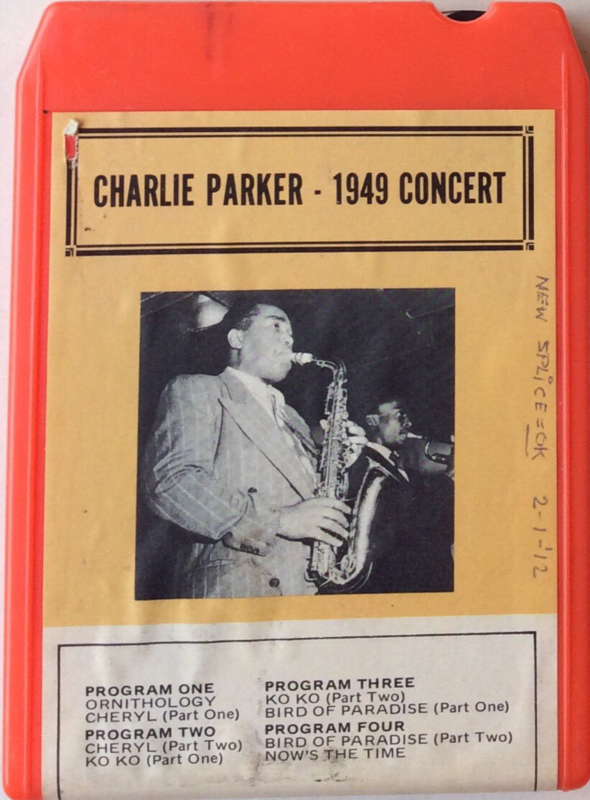 CHARLIE PARKER - 1949 CONCERT
NEW SPLICE = OK 2-1-'12
PROGRAM ONE
ORNITHOLOGY
CHERYL (Part One)
PROGRAM TWO
CHERYL (Part Two)
KO KO (Part One)
PROGRAM THREE
KO KO (Part Two)
BIRD OF PARADISE (Part One)
PROGRAM FOUR
BIRD OF PARADISE (Part Two)
NOW'S THE TIME